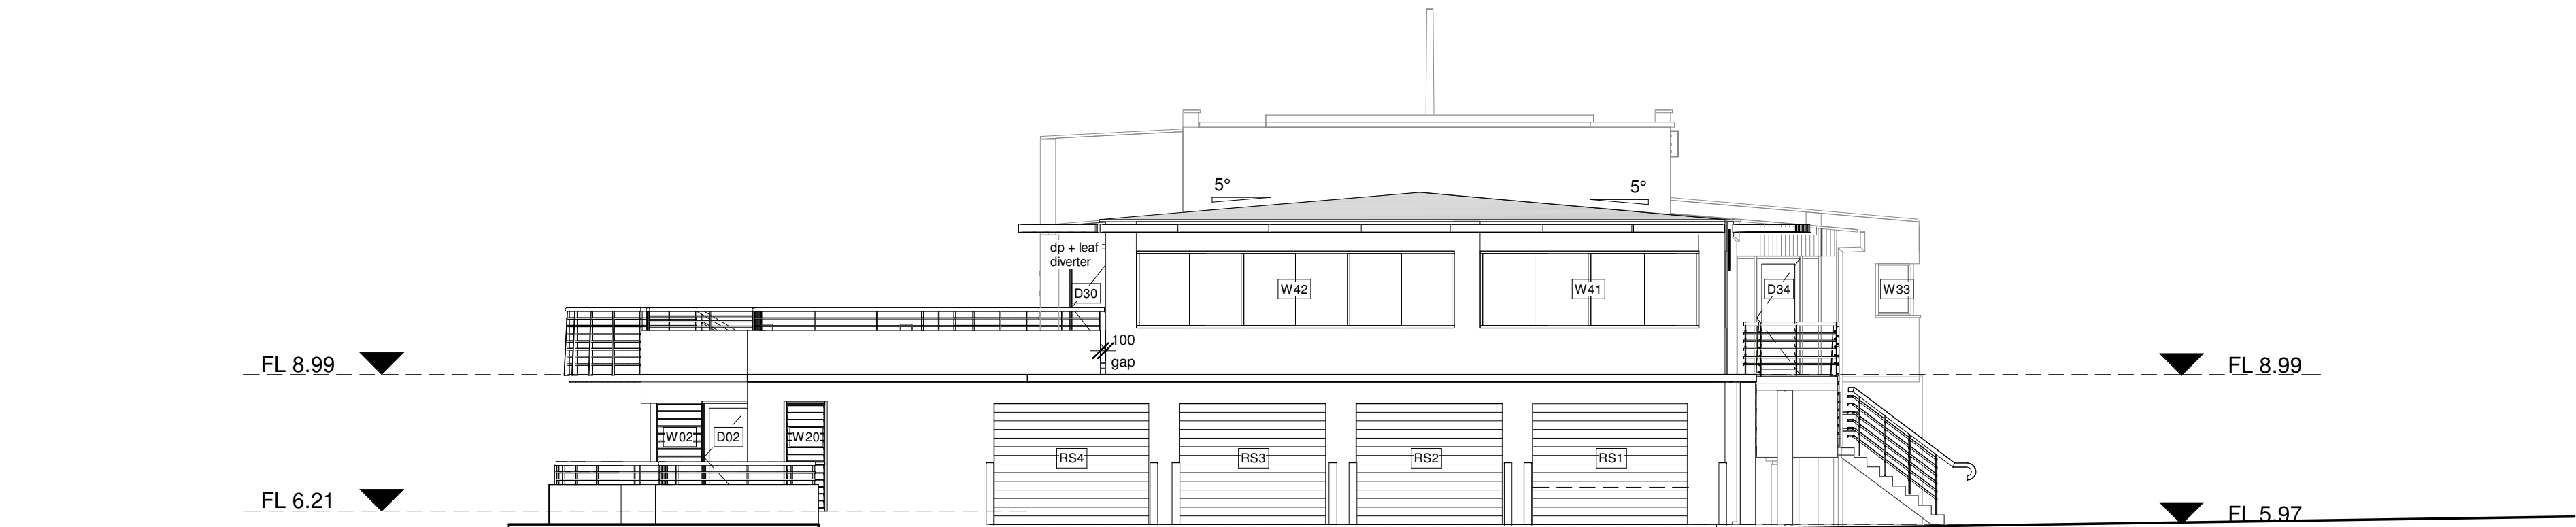 5°
5°
dp + leaf
diverter
D30
W42
W41
D34
W33
100
gap
FL 8.99
FL 8.99
W02
D02
W20
RS4
RS3
RS2
RS1
FL 6.21
FL 5.97